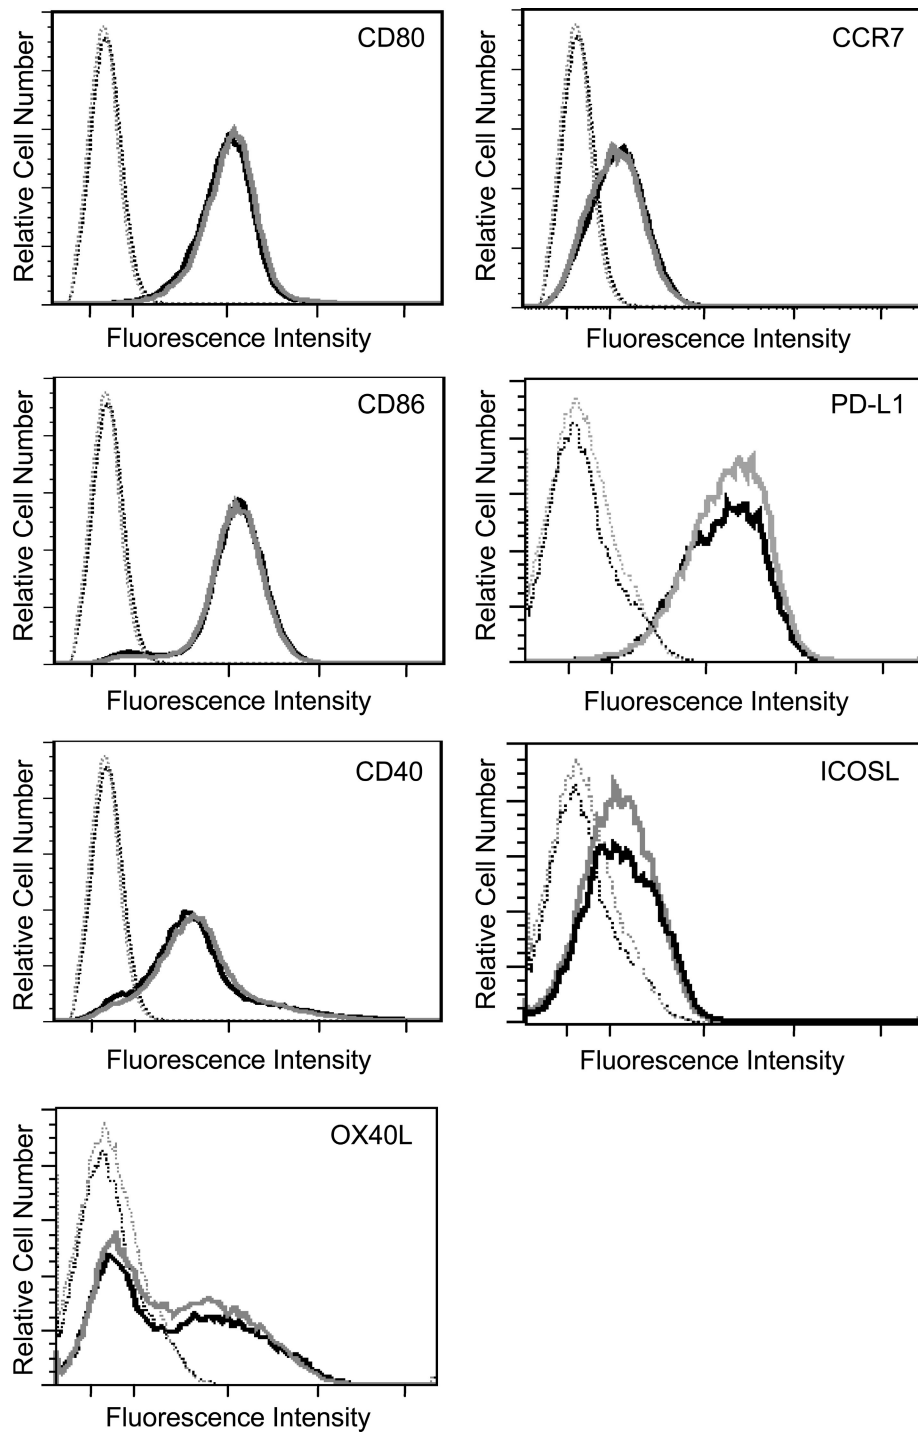 Relative Cell Number
CD80
Fluorescence Intensity
Relative Cell Number
CCR7
Fluorescence Intensity
Relative Cell Number
CD86
Fluorescence Intensity
Relative Cell Number
PD-L1
Fluorescence Intensity
Relative Cell Number
CD40
Fluorescence Intensity
Relative Cell Number
ICOSL
Fluorescence Intensity
Relative Cell Number
OX40L
Fluorescence Intensity